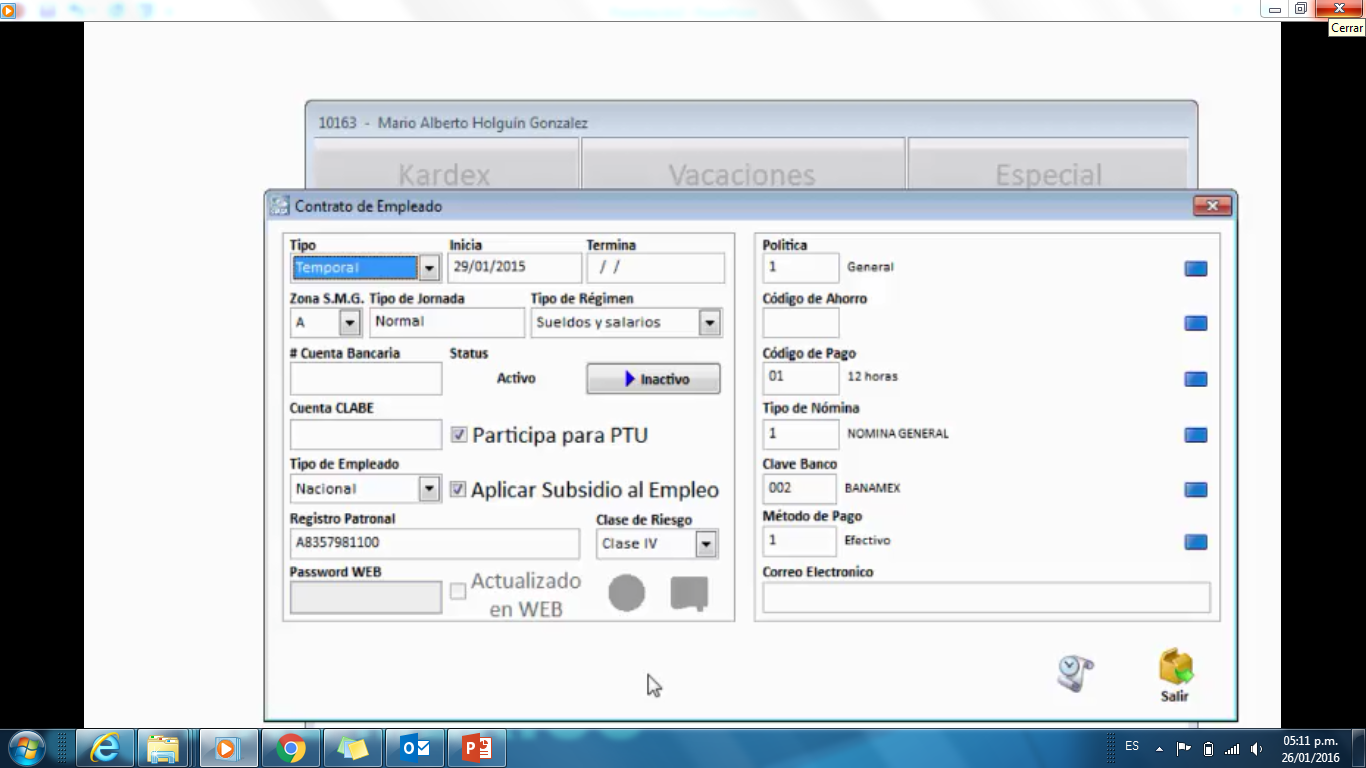 Cerrar
10163 - Mario Alberto Holguín Gonzalez
Kardex Vacaciones Especial
Contrato de Empleado
Tipo Inicia Termina
Temporal 29/01/2015 / /
Zona S.M.G. Tipo de Jornada Tipo de Régimen
A Normal Sueldos y salarios
# Cuenta Bancaria Status
Activo Inactivo
Cuenta CLABE
Participa para PTU
Tipo de Empleado
Nacional Aplicar Subsidio al Empleo
Registro Patronal Clase de Riesgo
A8357981100 Clase IV
Password WEB
Actualizado
en WEB
Politica
1 General
Código de Ahorro
Código de Pago
01 12 horas
Tipo de Nómina
1 NOMINA GENERAL
Clave Banco
002 BANAMEX
Método de Pago
1 Efectivo
Correo Electronico
Salir
ES
05:11 p.m.
26/01/2016